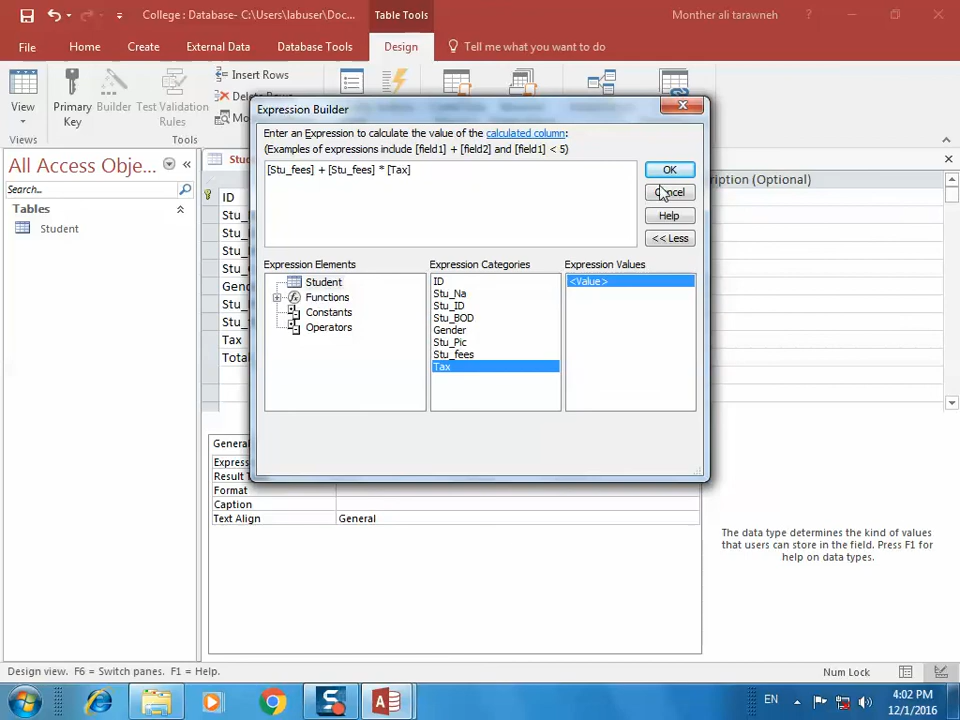 College : Database- C:\Users\labuser\Doc...
Table Tools
Monther ali tarawneh
File
Home
Create
External Data
Database Tools
Design
Tell me what you want to do
View
Primary Key
Builder
Test Validation Rules
Insert Rows
Views
Tools
All Access Obje...
Search...
Tables
Student
ID
Gen
Tax
Total
ription (Optional)
Expression Builder
Enter an Expression to calculate the value of the calculated column:
(Examples of expressions include [field1] + [field2] and [field1] < 5)
[Stu_fees] + [Stu_fees] * [Tax]
OK
Cancel
Help
<< Less
Expression Elements
Expression Categories
Expression Values
Student
Functions
Constants
Operators
ID
Stu_Na
Stu_ID
Stu_BOD
Gender
Stu_Pic
Stu_fees
Tax
<Value>
General
Expres
Result T
Format
Caption
Text Align
General
The data type determines the kind of values
that users can store in the field. Press F1 for
help on data types.
Design view. F6 = Switch panes. F1 = Help.
Num Lock
EN
4:02 PM
12/1/2016